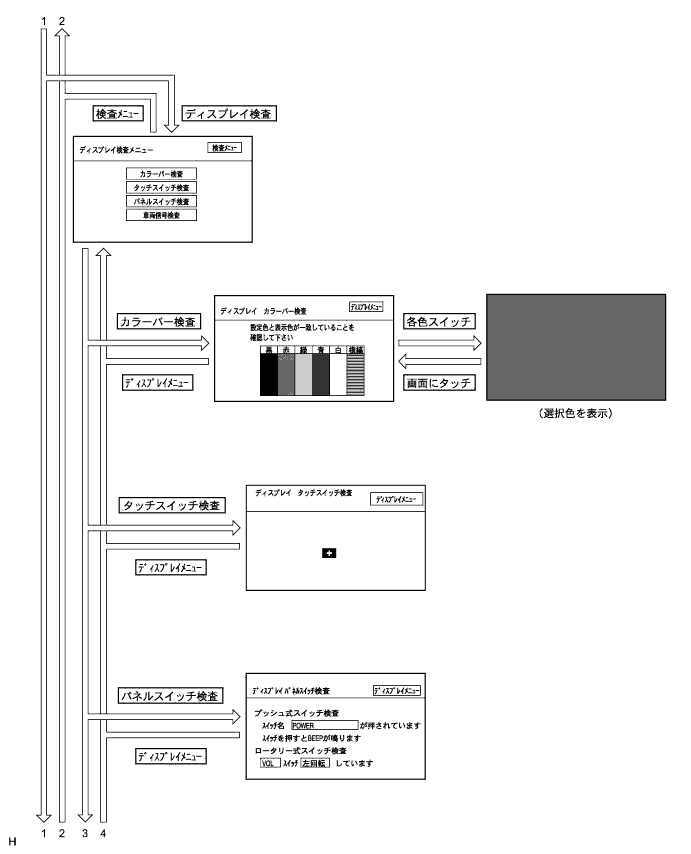 1 2
検査ﾒﾆｭｰ ディスプレイ検査
ディスプレイ検査メニュー 検査ﾒﾆｭｰ
カラーバー検査
タッチスイッチ検査
パネルスイッチ検査
車両信号検査
カラーバー検査
ﾃﾞｨｽﾌﾟﾚｲﾒﾆｭｰ
ディスプレイ カラーバー検査 ﾃﾞｨｽﾌﾟﾚｲﾒﾆｭｰ
設定色と表示色が一致していることを
確認して下さい
黒 赤 緑 青 白 横縞
各色スイッチ
画面にタッチ
(選択色を表示)
タッチスイッチ検査
ﾃﾞｨｽﾌﾟﾚｲﾒﾆｭｰ
ディスプレイ タッチスイッチ検査 ﾃﾞｨｽﾌﾟﾚｲﾒﾆｭｰ
+
パネルスイッチ検査
ﾃﾞｨｽﾌﾟﾚｲﾒﾆｭｰ
ﾃﾞｨｽﾌﾟﾚｲ ﾊﾟﾈﾙｽｲｯﾁ検査 ﾃﾞｨｽﾌﾟﾚｲﾒﾆｭｰ
プッシュ式スイッチ検査
ｽｲｯﾁ名 POWER が押されています
ｽｲｯﾁを押すとBEEPが鳴ります
ロータリー式スイッチ検査
VOL ｽｲｯﾁ 左回転 しています
1 2 3 4
H